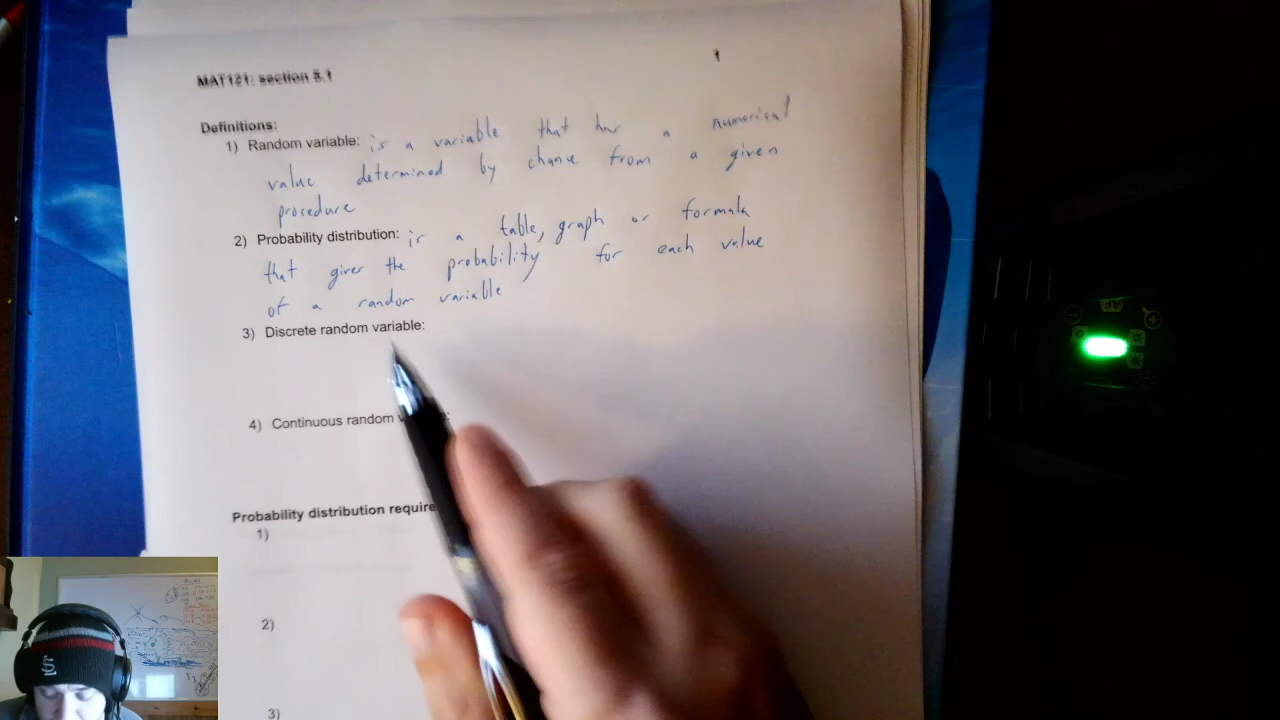 1
MAT121: section 5.1
Definitions:
1) Random variable: is a variable that has a numerical
value determined by chance from a given
procedure
2) Probability distribution: is a table, graph or formula
that gives the probability for each value
of a random variable
3) Discrete random variable:
4) Continuous random
Probability distribution require
1)
2)
3)
AF